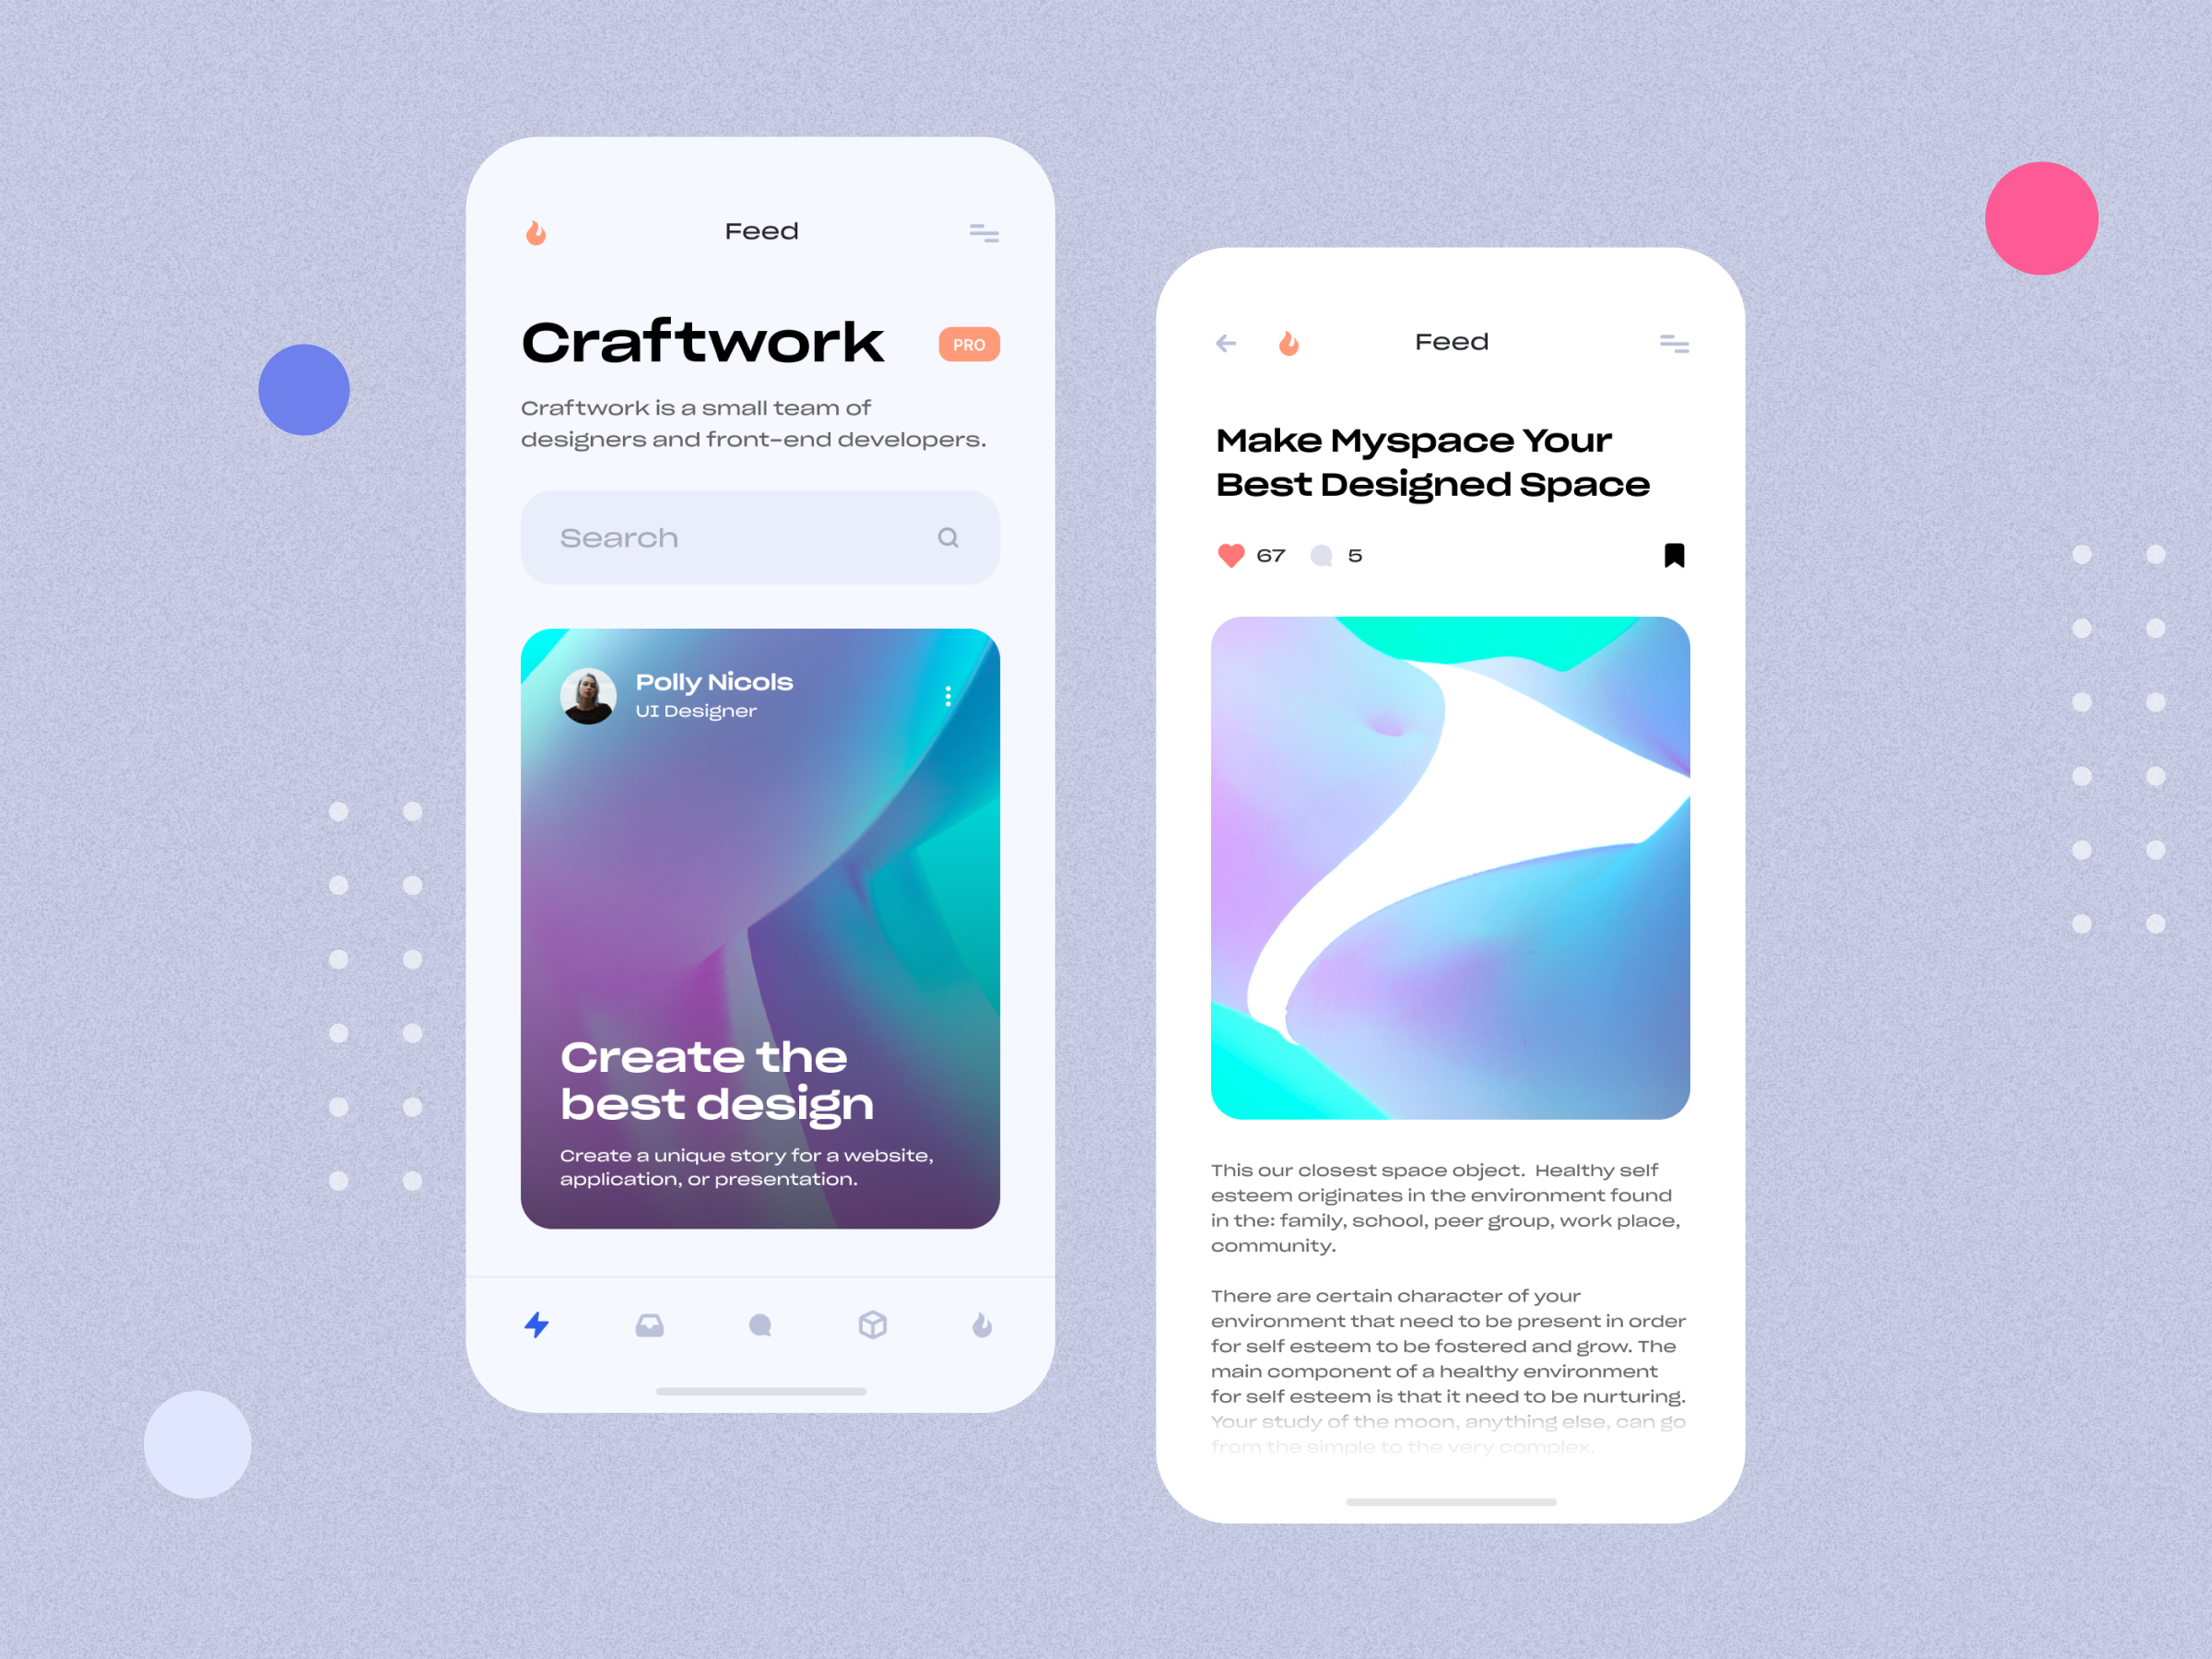 Feed
Craftwork
PRO
Craftwork is a small team of
designers and front-end developers.
Search
Polly Nicols
UI Designer
Create the
best design
Create a unique story for a website,
application, or presentation.
Feed
Make Myspace Your
Best Designed Space
67 5
This our closest space object.  Healthy self
esteem originates in the environment found
in the: family, school, peer group, work place,
community.
There are certain character of your
environment that need to be present in order
for self esteem to be fostered and grow. The
main component of a healthy environment
for self esteem is that it need to be nurturing.
Your study of the moon, anything else, can go
from the simple to the very complex.